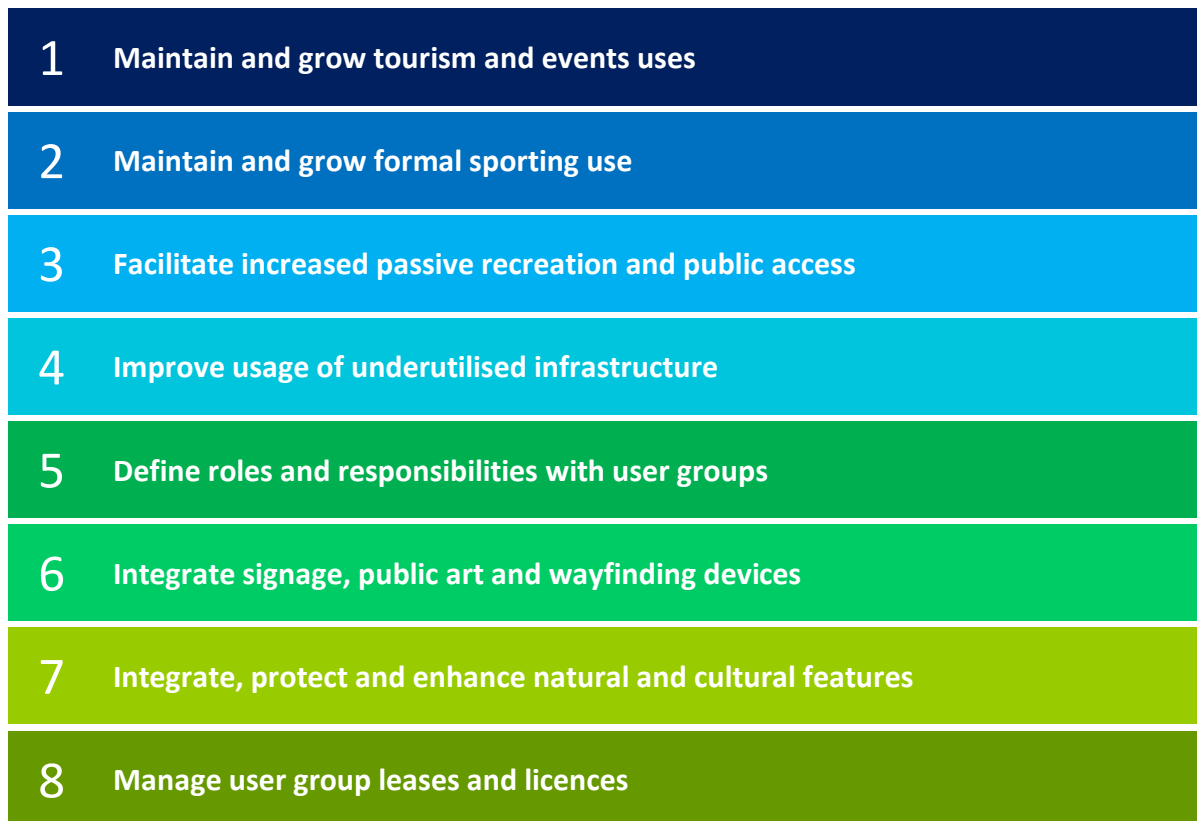 1 Maintain and grow tourism and events uses
2 Maintain and grow formal sporting use
3 Facilitate increased passive recreation and public access
4 Improve usage of underutilised infrastructure
5 Define roles and responsibilities with user groups
6 Integrate signage, public art and wayfinding devices
7 Integrate, protect and enhance natural and cultural features
8 Manage user group leases and licences